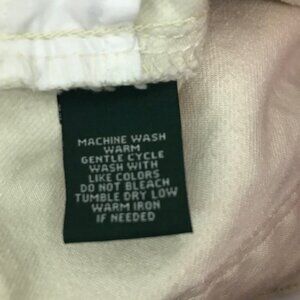 MACHINE WASH
WARM
GENTLE CYCLE
WASH WITH
LIKE COLORS
DO NOT BLEACH
TUMBLE DRY LOW
WARM IRON
IF NEEDED